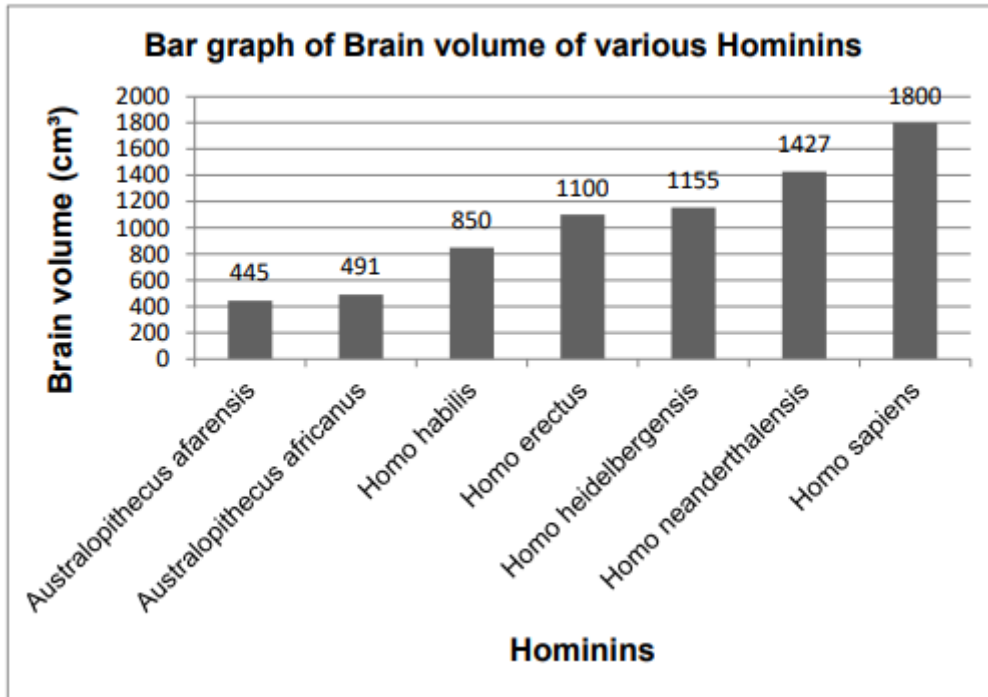 Bar graph of Brain volume of various Hominins
Brain volume (cm³)
2000
1800
1600
1400
1200
1000
800
600
400
200
0
445
491
850
1100
1155
1427
1800
Australopithecus afarensis
Australopithecus africanus
Homo habilis
Homo erectus
Homo heidelbergensis
Homo neanderthalensis
Homo sapiens
Hominins